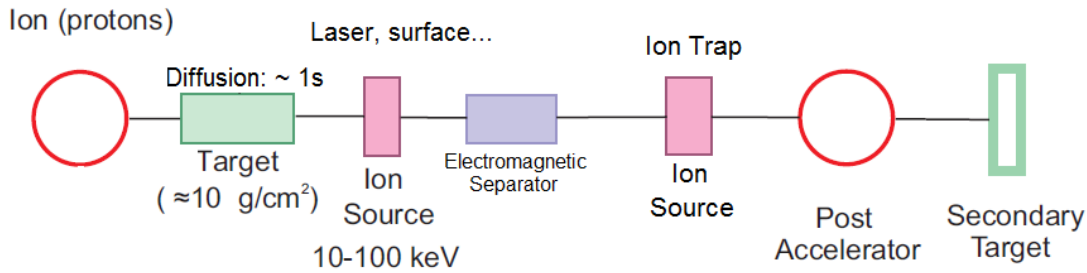 Ion (protons)
Diffusion: ~ 1s
Target
( ≈10 g/cm²)
Laser, surface...
Ion
Source
10-100 keV
Electromagnetic
Separator
Ion Trap
Ion
Source
Post
Accelerator
Secondary
Target